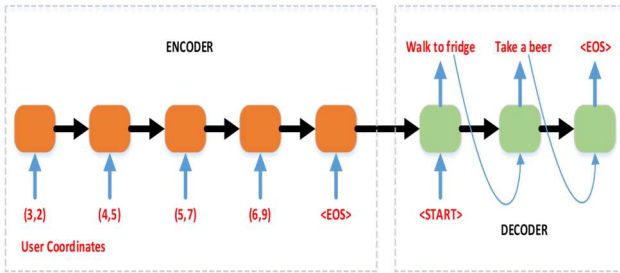 ENCODER
Walk to fridge
Take a beer
<EOS>
(3,2)
(4,5)
(5,7)
(6,9)
<EOS>
<START>
User Coordinates
DECODER